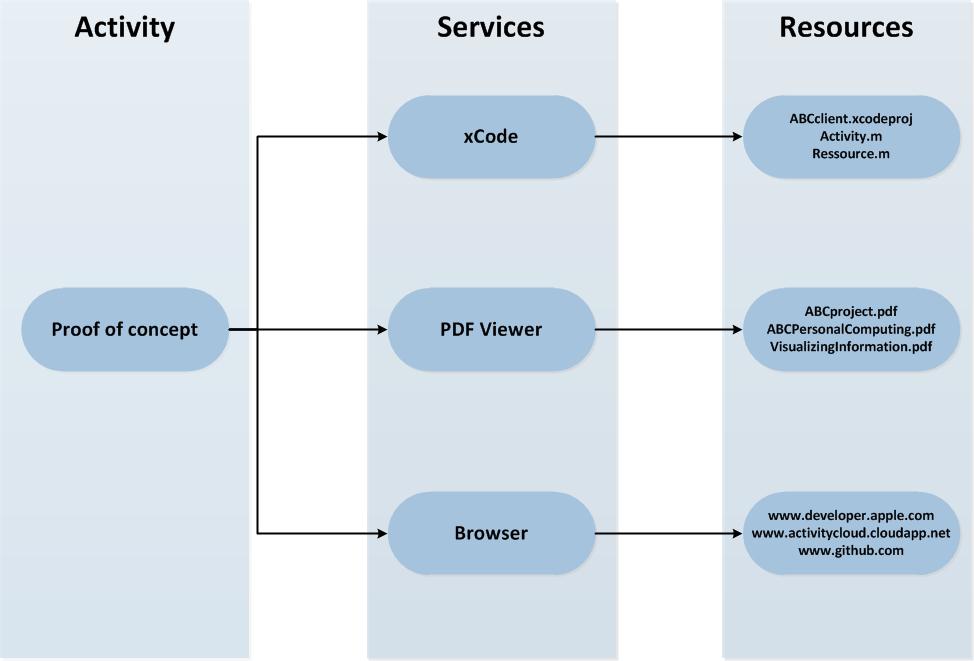 Activity
Services
Resources
xCode
ABCclient.xcodeproj
Activity.m
Ressource.m
Proof of concept
PDF Viewer
ABCproject.pdf
ABCPersonalComputing.pdf
VisualizingInformation.pdf
Browser
www.developer.apple.com
www.activitycloud.cloudapp.net
www.github.com